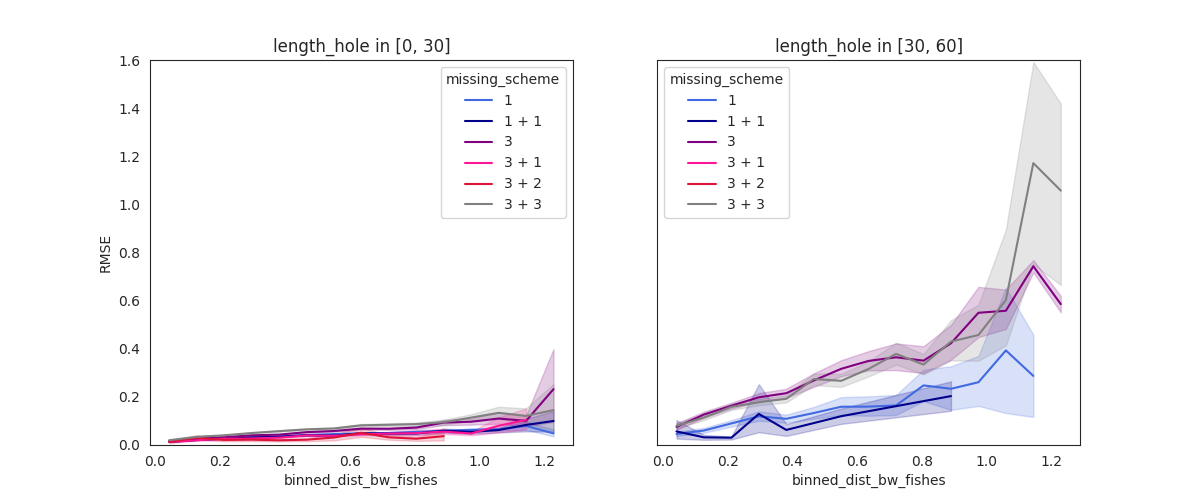 length_hole in [0, 30]
RMSE
1.6
1.4
1.2
1.0
0.8
0.6
0.4
0.2
0.0
missing_scheme
1
1 + 1
3
3 + 1
3 + 2
3 + 3
0.0 0.2 0.4 0.6 0.8 1.0 1.2
binned_dist_bw_fishes
length_hole in [30, 60]
missing_scheme
1
1 + 1
3
3 + 1
3 + 2
3 + 3
0.0 0.2 0.4 0.6 0.8 1.0 1.2
binned_dist_bw_fishes